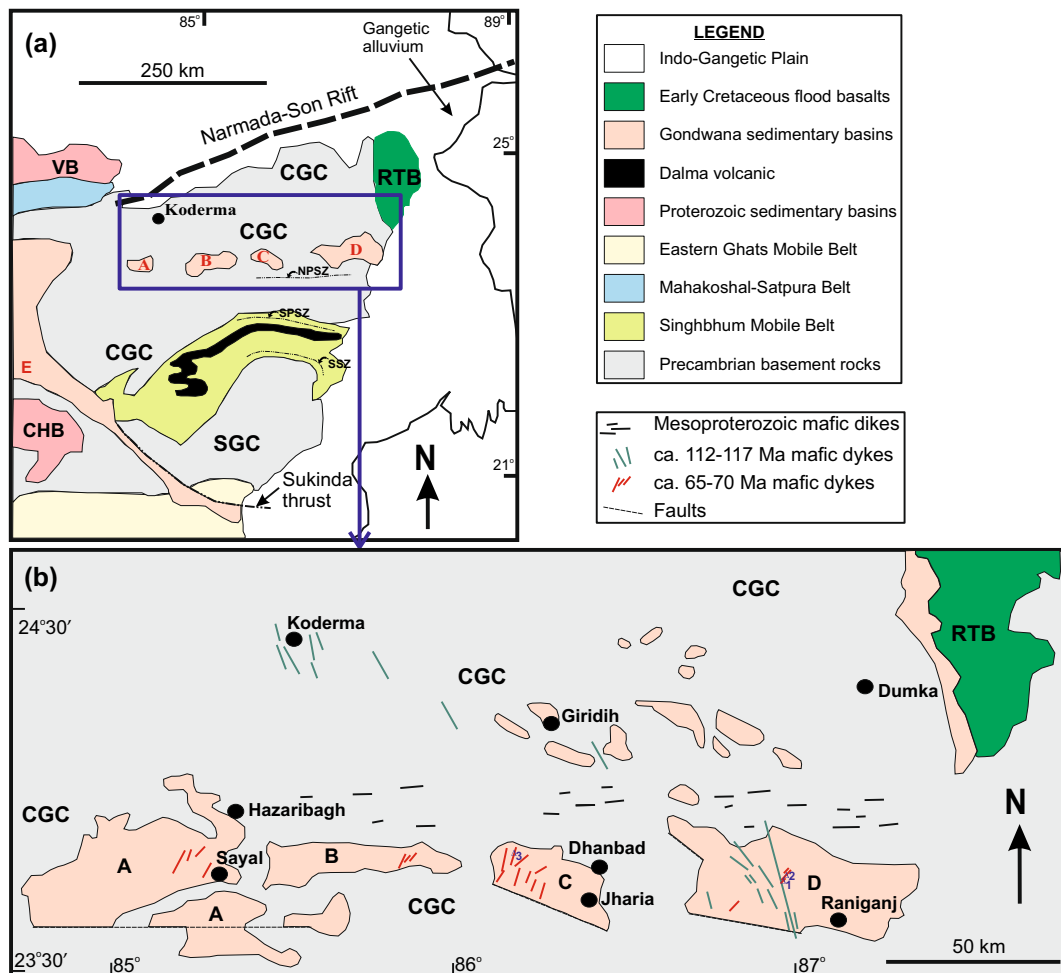 (a)
85°
89°
Gangetic
alluvium
250 km
Narmada-Son Rift
25°
VB
CGC
RTB
Koderma
CGC
A
B
C
D
NPSZ
SPSZ
CGC
SSZ
E
CHB
SGC
N
21°
Sukinda
thrust
LEGEND
Indo-Gangetic Plain
Early Cretaceous flood basalts
Gondwana sedimentary basins
Dalma volcanic
Proterozoic sedimentary basins
Eastern Ghats Mobile Belt
Mahakoshal-Satpura Belt
Singhbhum Mobile Belt
Precambrian basement rocks
Mesoproterozoic mafic dikes
ca. 112-117 Ma mafic dykes
ca. 65-70 Ma mafic dykes
Faults
(b)
CGC
24°30′
Koderma
RTB
CGC
Dumka
Giridih
CGC
Hazaribagh
N
A
Sayal
B
3
Dhanbad
C
Jharia
2
1
D
A
CGC
Raniganj
50 km
23°30′
85°
86°
87°